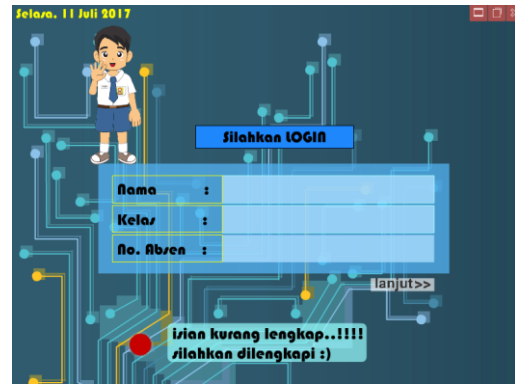 Selasa, 11 Juli 2017
Silahkan LOGIN
Nama :
Kelas :
No. Absen :
lanjut>>
isian kurang lengkap..!!!!
silahkan dilengkapi :)